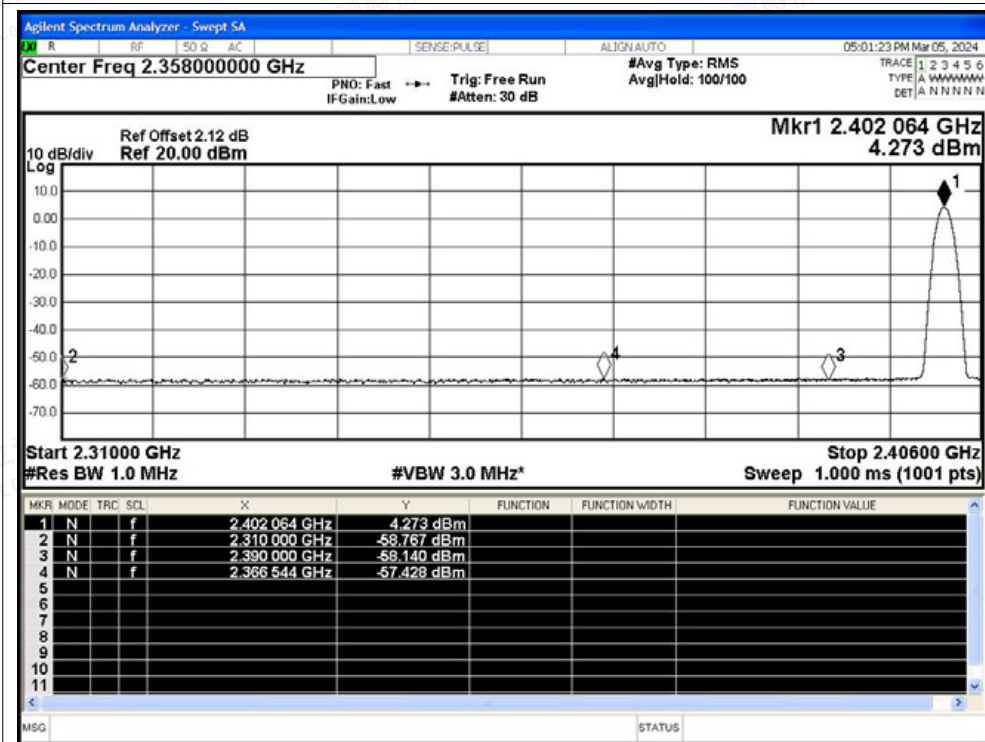 Agilent Spectrum Analyzer - Swept SA
LXI R RF 50 Ω AC SENSE:PULSE ALIGN AUTO 05:01:23 PM Mar 05, 2024
Center Freq 2.358000000 GHz
PNO: Fast
IFGain:Low
Trig: Free Run
#Atten: 30 dB
#Avg Type: RMS
Avg|Hold: 100/100
TRACE 1 2 3 4 5 6
TYPE A WWWWW
DET A N N N N N
Ref Offset 2.12 dB
10 dB/div Ref 20.00 dBm
Log
Mkr1 2.402 064 GHz
4.273 dBm
10.0
0.00
-10.0
-20.0
-30.0
-40.0
-50.0
-60.0
-70.0
1
2
4
3
Start 2.31000 GHz Stop 2.40600 GHz
#Res BW 1.0 MHz #VBW 3.0 MHz* Sweep 1.000 ms (1001 pts)
MKR MODE TRC SCL X Y FUNCTION FUNCTION WIDTH FUNCTION VALUE
1 N f 2.402 064 GHz 4.273 dBm
2 N f 2.310 000 GHz -58.767 dBm
3 N f 2.390 000 GHz -58.140 dBm
4 N f 2.366 544 GHz -57.428 dBm
5
6
7
8
9
10
11
MSG STATUS